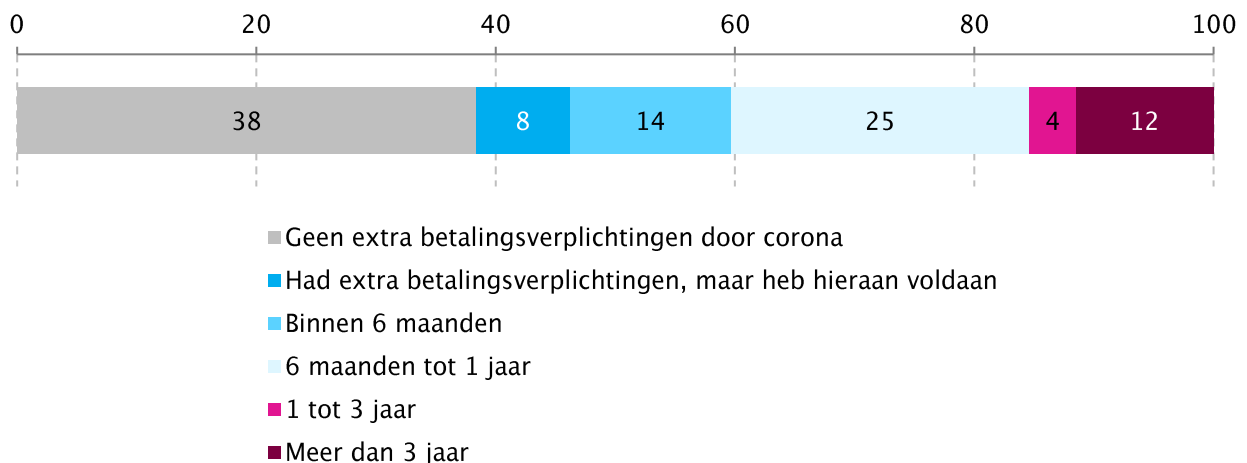 0 20 40 60 80 100
38 8 14 25 4 12
Geen extra betalingsverplichtingen door corona
Had extra betalingsverplichtingen, maar heb hieraan voldaan
Binnen 6 maanden
6 maanden tot 1 jaar
1 tot 3 jaar
Meer dan 3 jaar